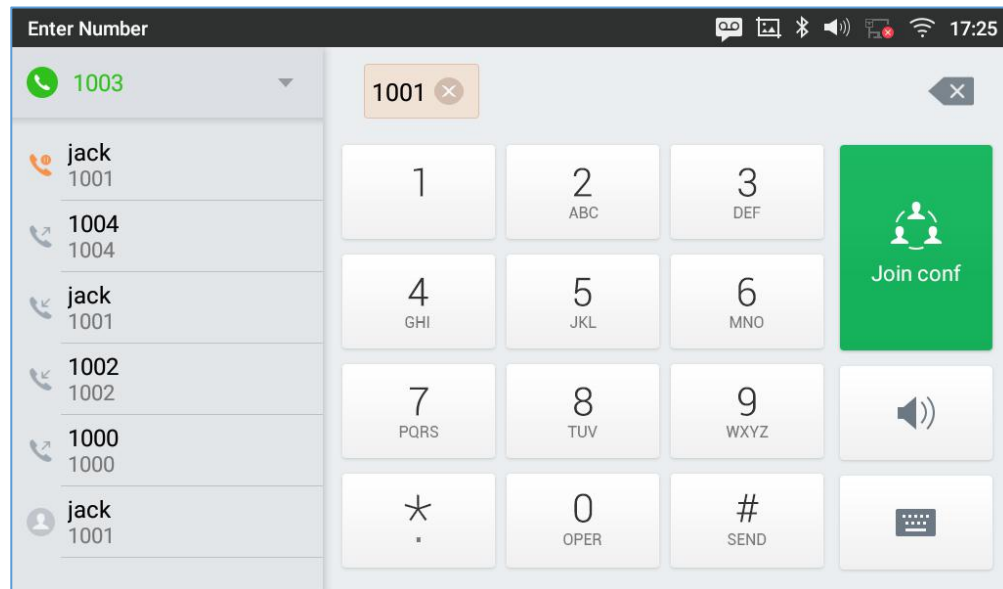 Enter Number 17:25
1003
jack
1001
1004
1004
jack
1001
1002
1002
1000
1000
jack
1001
1001
1 2 3
ABC DEF
4 5 6
GHI JKL MNO
7 8 9
PQRS TUV WXYZ
* 0 #
. OPER SEND
Join conf